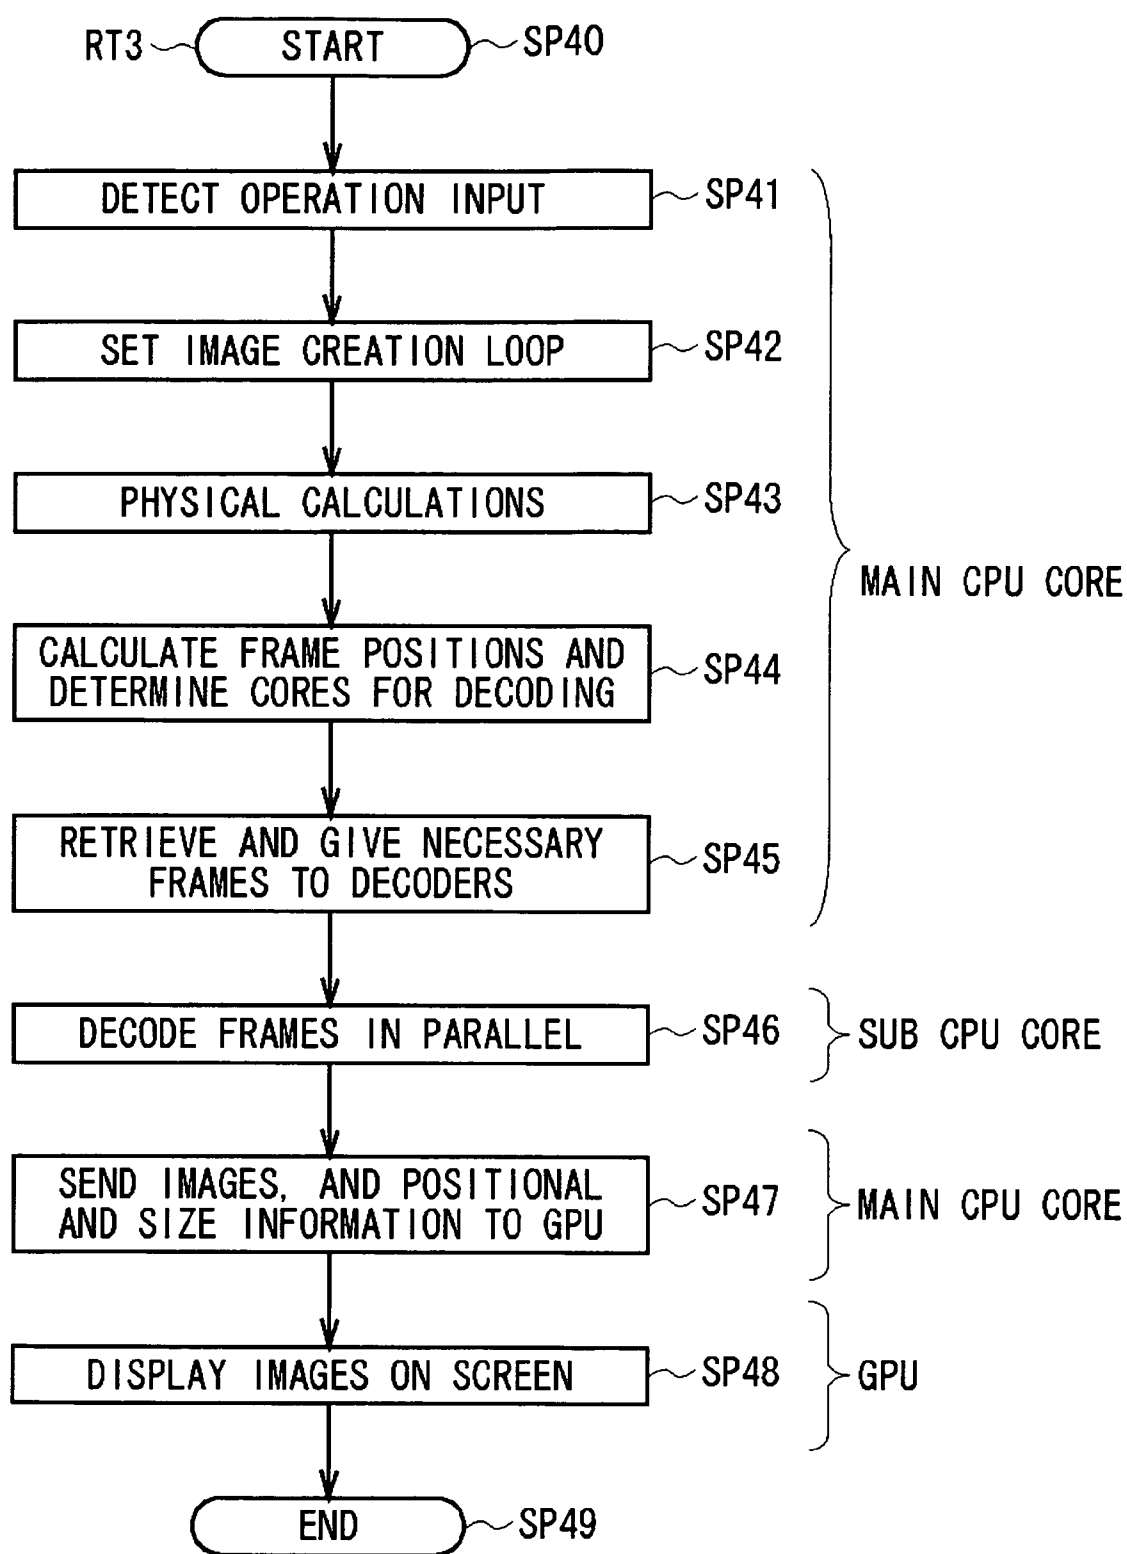 RT3
START
SP40
DETECT OPERATION INPUT
SP41
SET IMAGE CREATION LOOP
SP42
PHYSICAL CALCULATIONS
SP43
MAIN CPU CORE
CALCULATE FRAME POSITIONS AND
DETERMINE CORES FOR DECODING
SP44
RETRIEVE AND GIVE NECESSARY
FRAMES TO DECODERS
SP45
DECODE FRAMES IN PARALLEL
SP46
SUB CPU CORE
SEND IMAGES, AND POSITIONAL
AND SIZE INFORMATION TO GPU
SP47
MAIN CPU CORE
DISPLAY IMAGES ON SCREEN
SP48
GPU
END
SP49